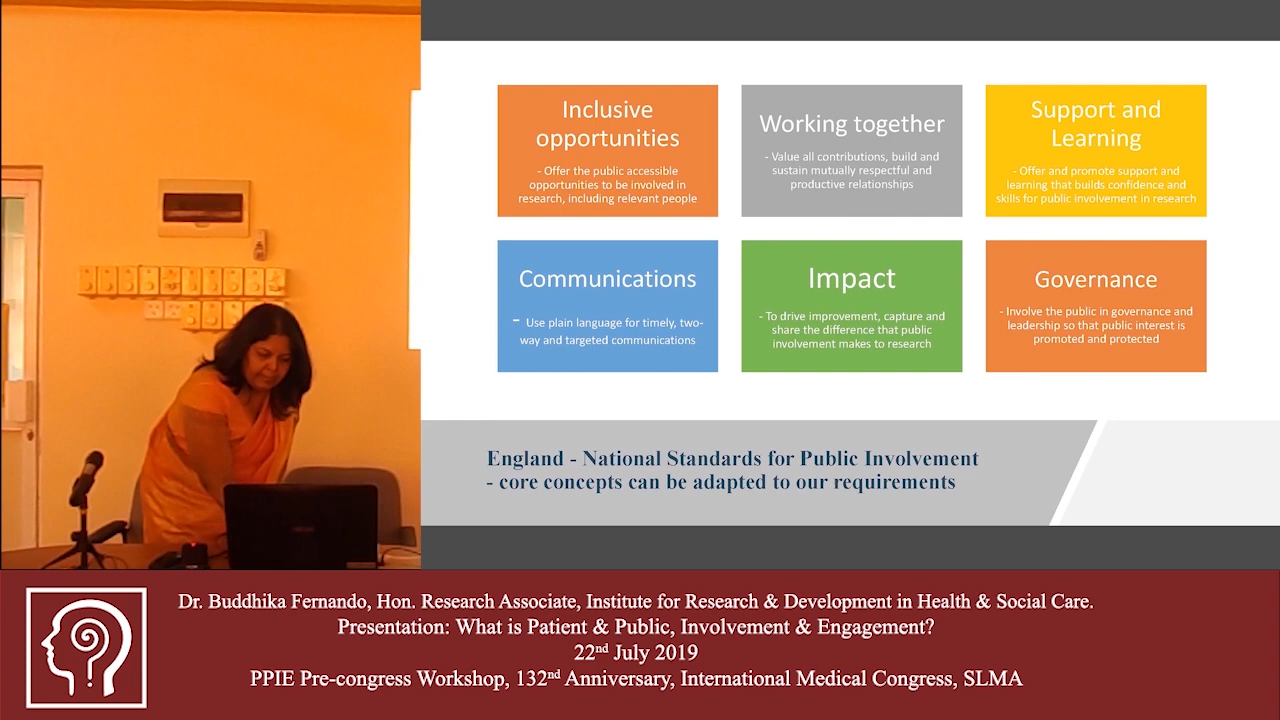 Inclusive
opportunities
- Offer the public accessible
opportunities to be involved in
research, including relevant people
Working together
- Value all contributions, build and
sustain mutually respectful and
productive relationships
Support and
Learning
- Offer and promote support and
learning that builds confidence and
skills for public involvement in research
Communications
- Use plain language for timely, two-
way and targeted communications
Impact
- To drive improvement, capture and
share the difference that public
involvement makes to research
Governance
- Involve the public in governance and
leadership so that public interest is
promoted and protected
England - National Standards for Public Involvement
- core concepts can be adapted to our requirements
Dr. Buddhika Fernando, Hon. Research Associate, Institute for Research & Development in Health & Social Care.
Presentation: What is Patient & Public, Involvement & Engagement?
22nd July 2019
PPIE Pre-congress Workshop, 132nd Anniversary, International Medical Congress, SLMA